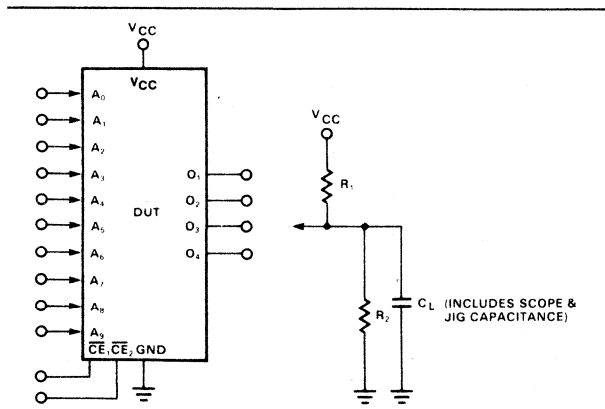 VCC
VCC
A0
A1
A2
A3
A4
A5
A6
A7
A8
A9
DUT
O1
O2
O3
O4
CE1 CE2 GND
VCC
R1
R2
CL (INCLUDES SCOPE &
JIG CAPACITANCE)